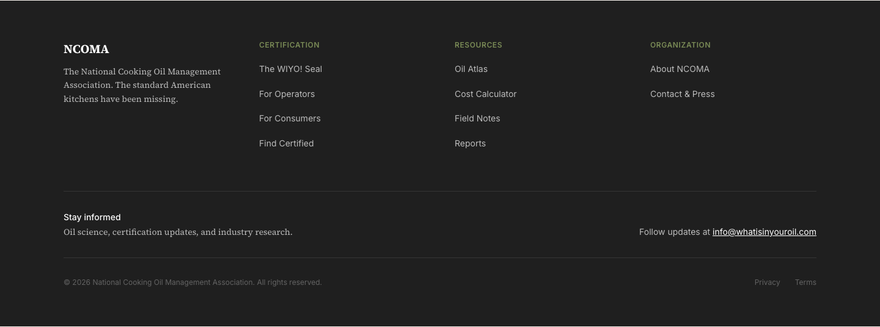 NCOMA
The National Cooking Oil Management
Association. The standard American
kitchens have been missing.
CERTIFICATION
The WIYO! Seal
For Operators
For Consumers
Find Certified
RESOURCES
Oil Atlas
Cost Calculator
Field Notes
Reports
ORGANIZATION
About NCOMA
Contact & Press
Stay informed
Oil science, certification updates, and industry research.
Follow updates at info@whatisinyouroil.com
© 2026 National Cooking Oil Management Association. All rights reserved.
Privacy Terms